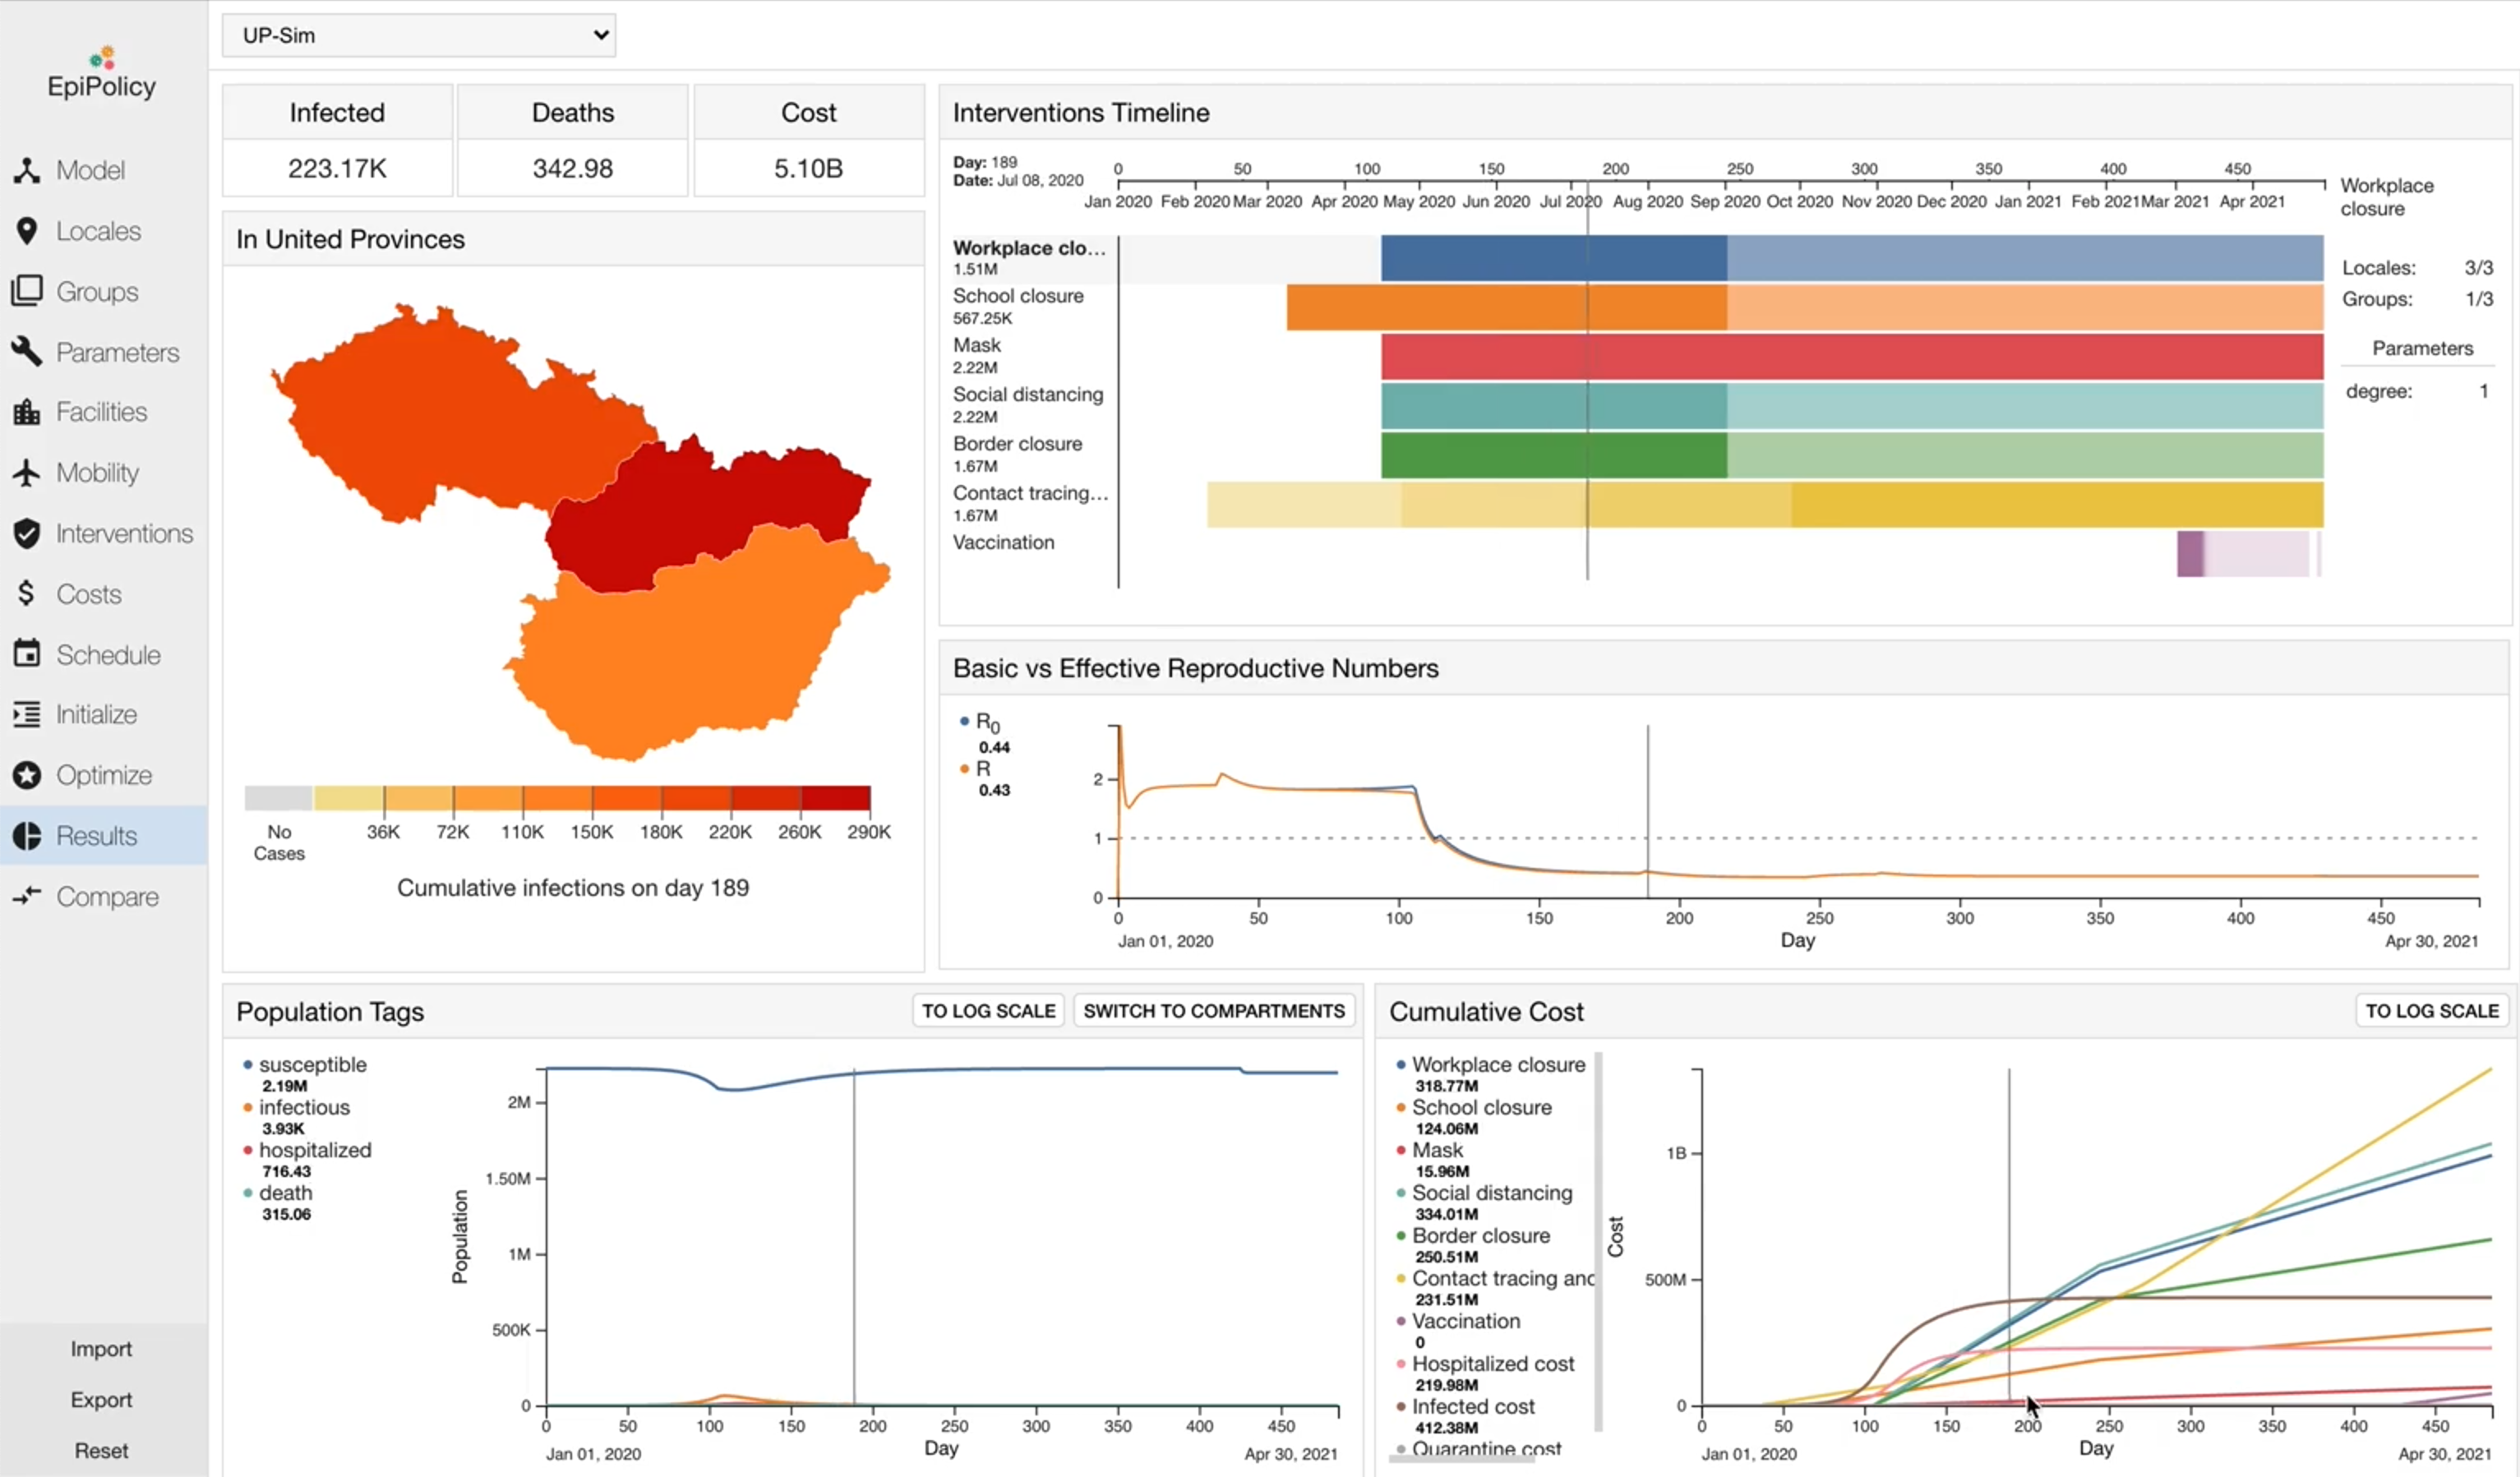 UP-Sim
EpiPolicy
Model
Locales
Groups
Parameters
Facilities
Mobility
Interventions
Costs
Schedule
Initialize
Optimize
Results
Compare
Import
Export
Reset
Infected
223.17K
Deaths
342.98
Cost
5.10B
In United Provinces
No Cases
36K 72K 110K 150K 180K 220K 260K 290K
Cumulative infections on day 189
Interventions Timeline
Day: 189
Date: Jul 08, 2020
0 50 100 150 200 250 300 350 400 450
Jan 2020 Feb 2020 Mar 2020 Apr 2020 May 2020 Jun 2020 Jul 2020 Aug 2020 Sep 2020 Oct 2020 Nov 2020 Dec 2020 Jan 2021 Feb 2021 Mar 2021 Apr 2021
Workplace clo...
1.51M
School closure
567.25K
Mask
2.22M
Social distancing
2.22M
Border closure
1.67M
Contact tracing...
1.67M
Vaccination
Workplace
closure
Locales: 3/3
Groups: 1/3
Parameters
degree: 1
Basic vs Effective Reproductive Numbers
R0
0.44
R
0.43
2
1
0
0 50 100 150 200 250 300 350 400 450
Jan 01, 2020 Day Apr 30, 2021
Population Tags
TO LOG SCALE
SWITCH TO COMPARTMENTS
susceptible
2.19M
infectious
3.93K
hospitalized
716.43
death
315.06
Population
2M
1.50M
1M
500K
0
0 50 100 150 200 250 300 350 400 450
Jan 01, 2020 Day Apr 30, 2021
Cumulative Cost
TO LOG SCALE
Workplace closure
318.77M
School closure
124.06M
Mask
15.96M
Social distancing
334.01M
Border closure
250.51M
Contact tracing and
231.51M
Vaccination
0
Hospitalized cost
219.98M
Infected cost
412.38M
Quarantine cost
Cost
1B
500M
0
0 50 100 150 200 250 300 350 400 450
Jan 01, 2020 Day Apr 30, 2021